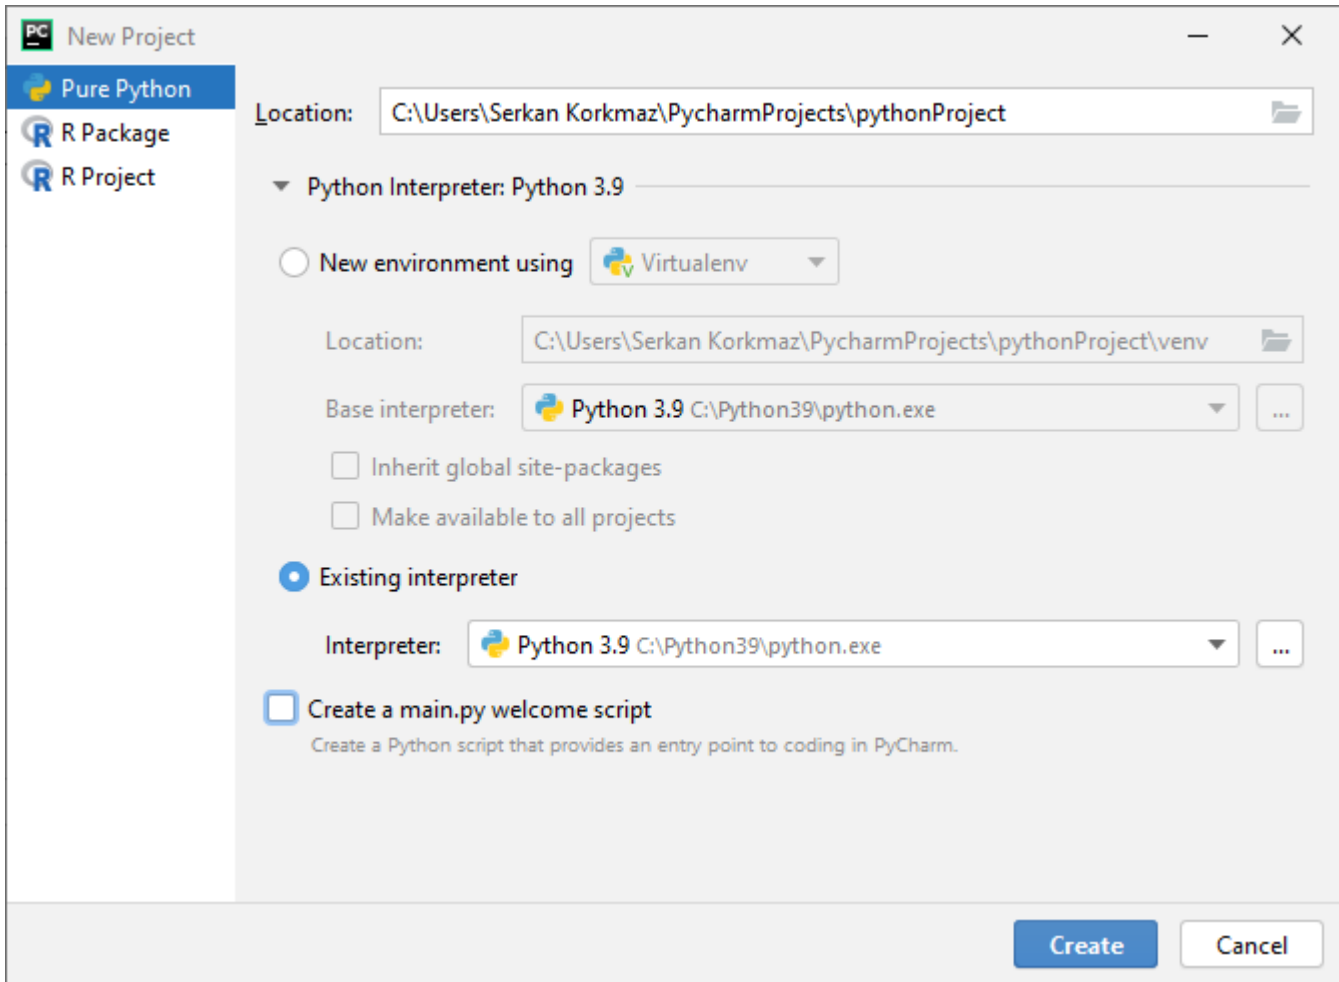 PC New Project
Pure Python
R Package
R Project
Location: C:\Users\Serkan Korkmaz\PycharmProjects\pythonProject
Python Interpreter: Python 3.9
New environment using Virtualenv
Location: C:\Users\Serkan Korkmaz\PycharmProjects\pythonProject\venv
Base interpreter: Python 3.9 C:\Python39\python.exe ...
Inherit global site-packages
Make available to all projects
Existing interpreter
Interpreter: Python 3.9 C:\Python39\python.exe ...
Create a main.py welcome script
Create a Python script that provides an entry point to coding in PyCharm.
Create Cancel